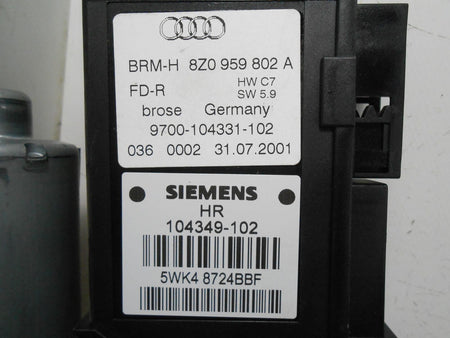 BRM-H 8Z0 959 802 A
FD-R HW C7
SW 5.9
brose Germany
9700-104331-102
036 0002 31.07.2001
SIEMENS
HR
104349-102
5WK4 8724BBF